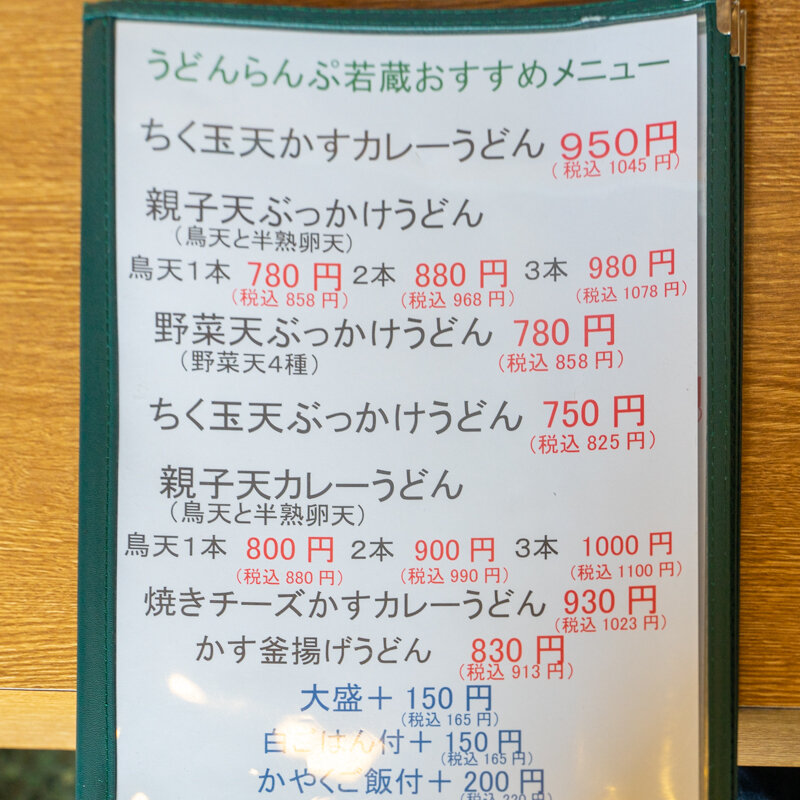 うどんらんぷ若蔵おすすめメニュー
ちく玉天かすカレーうどん 950円
(税込 1045 円)
親子天ぶっかけうどん
(鳥天と半熟卵天)
鳥天1本 780 円 2本 880 円 3本 980 円
(税込 858 円) (税込 968 円) (税込 1078 円)
野菜天ぶっかけうどん 780 円
(野菜天4種) (税込 858 円)
ちく玉天ぶっかけうどん 750 円
(税込 825 円)
親子天カレーうどん
(鳥天と半熟卵天)
鳥天1本 800 円 2本 900 円 3本 1000 円
(税込 880 円) (税込 990 円) (税込 1100 円)
焼きチーズかすカレーうどん 930 円
(税込 1023 円)
かす釜揚げうどん 830 円
(税込 913 円)
大盛+ 150 円
(税込 165 円)
白ごはん付+ 150 円
(税込 165 円)
かやくご飯付+ 200 円
(税込 220 円)